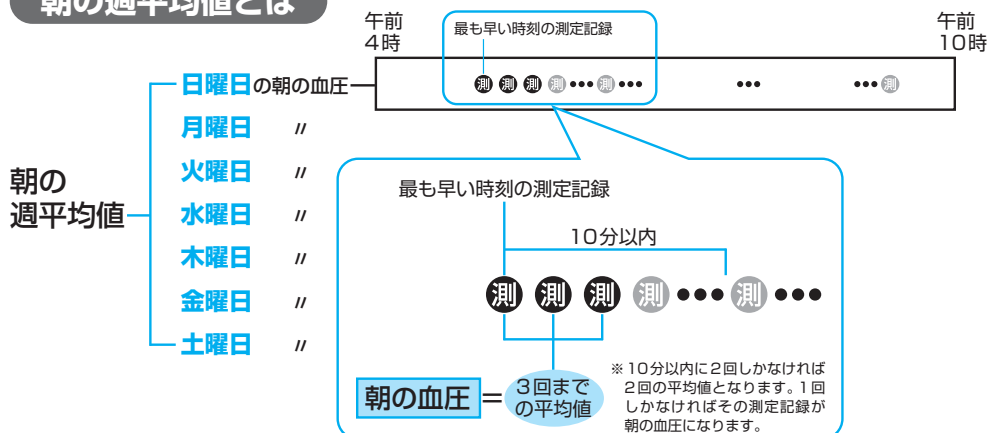 朝の週平均値とは
午前
4時
最も早い時刻の測定記録
午前
10時
日曜日の朝の血圧
測測測測•••測•••
•••
•••測
月曜日 〃
火曜日 〃
水曜日 〃
木曜日 〃
金曜日 〃
土曜日 〃
朝の
週平均値
最も早い時刻の測定記録
10分以内
測測測測•••測•••
朝の血圧=3回まで
の平均値
※10分以内に2回しかなければ
2回の平均値となります。1回
しかなければその測定記録が
朝の血圧になります。